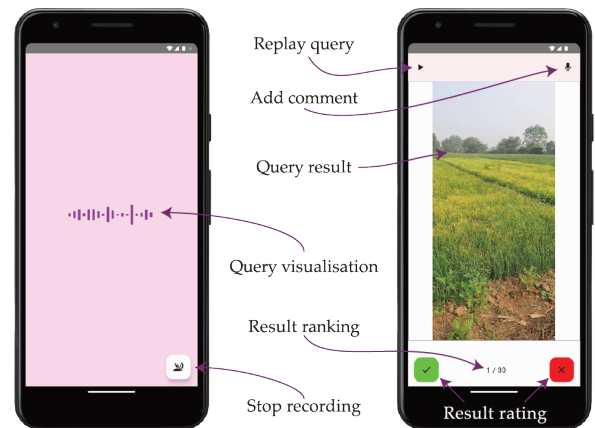 Replay query
Add comment
Query result
Query visualisation
Result ranking
1 / 30
Stop recording
Result rating